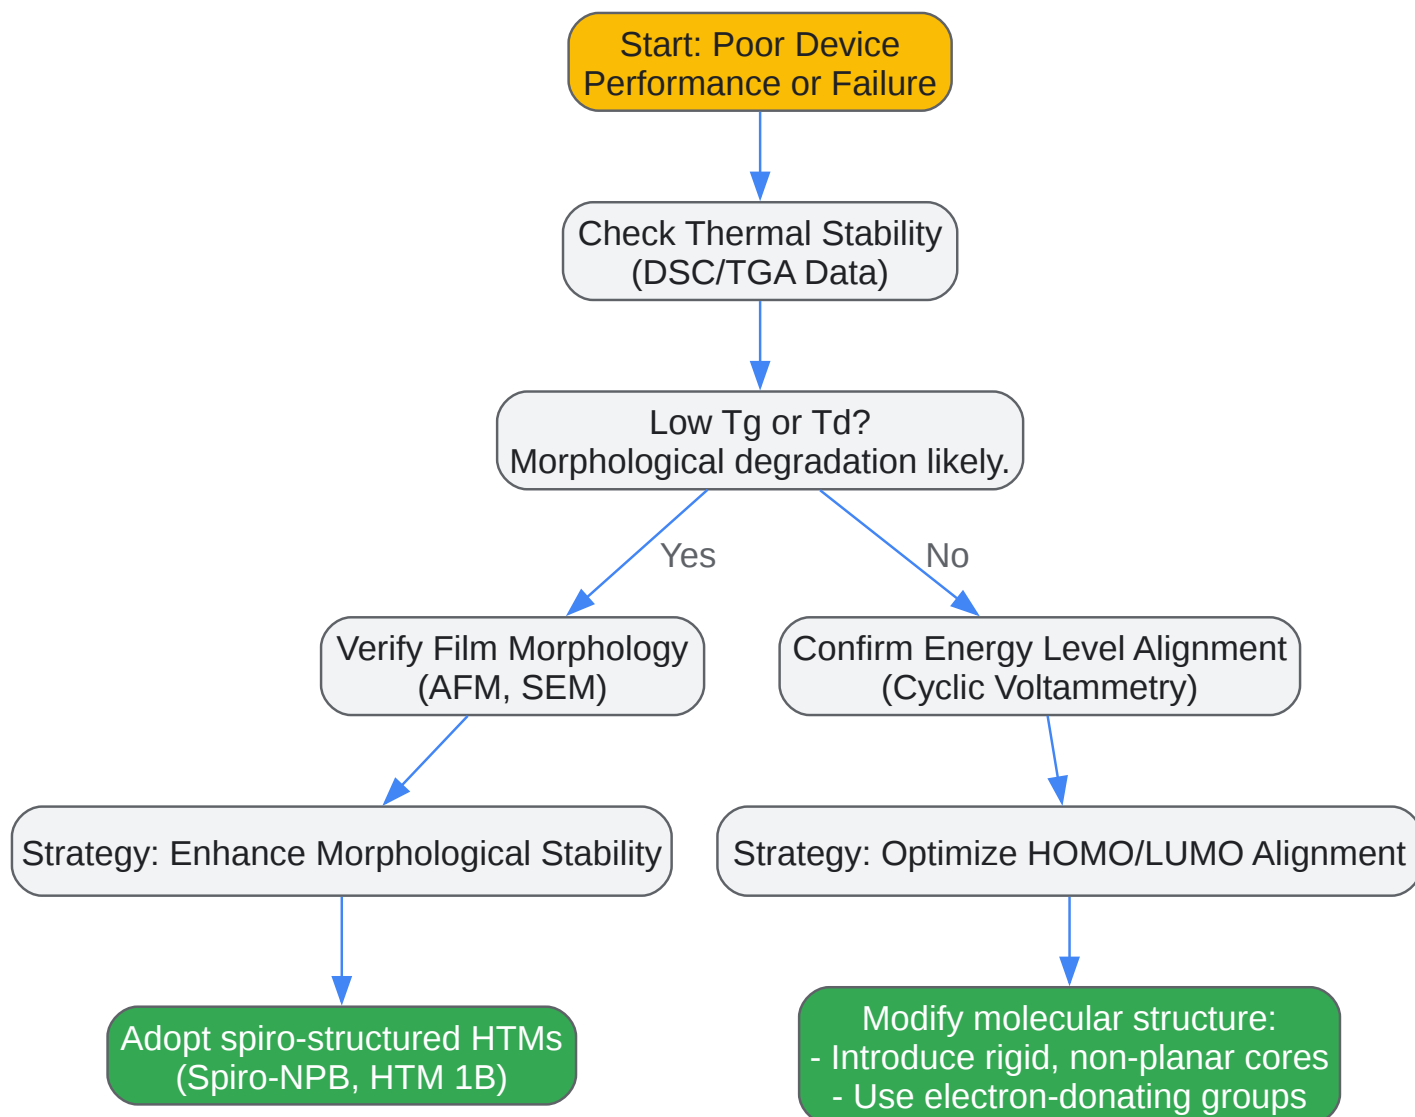 Start: Poor Device
Performance or Failure
Check Thermal Stability
(DSC/TGA Data)
Low Tg or Td?
Morphological degradation likely.
Yes
No
Verify Film Morphology
(AFM, SEM)
Confirm Energy Level Alignment
(Cyclic Voltammetry)
Strategy: Enhance Morphological Stability
Strategy: Optimize HOMO/LUMO Alignment
Adopt spiro-structured HTMs
(Spiro-NPB, HTM 1B)
Modify molecular structure:
- Introduce rigid, non-planar cores
- Use electron-donating groups